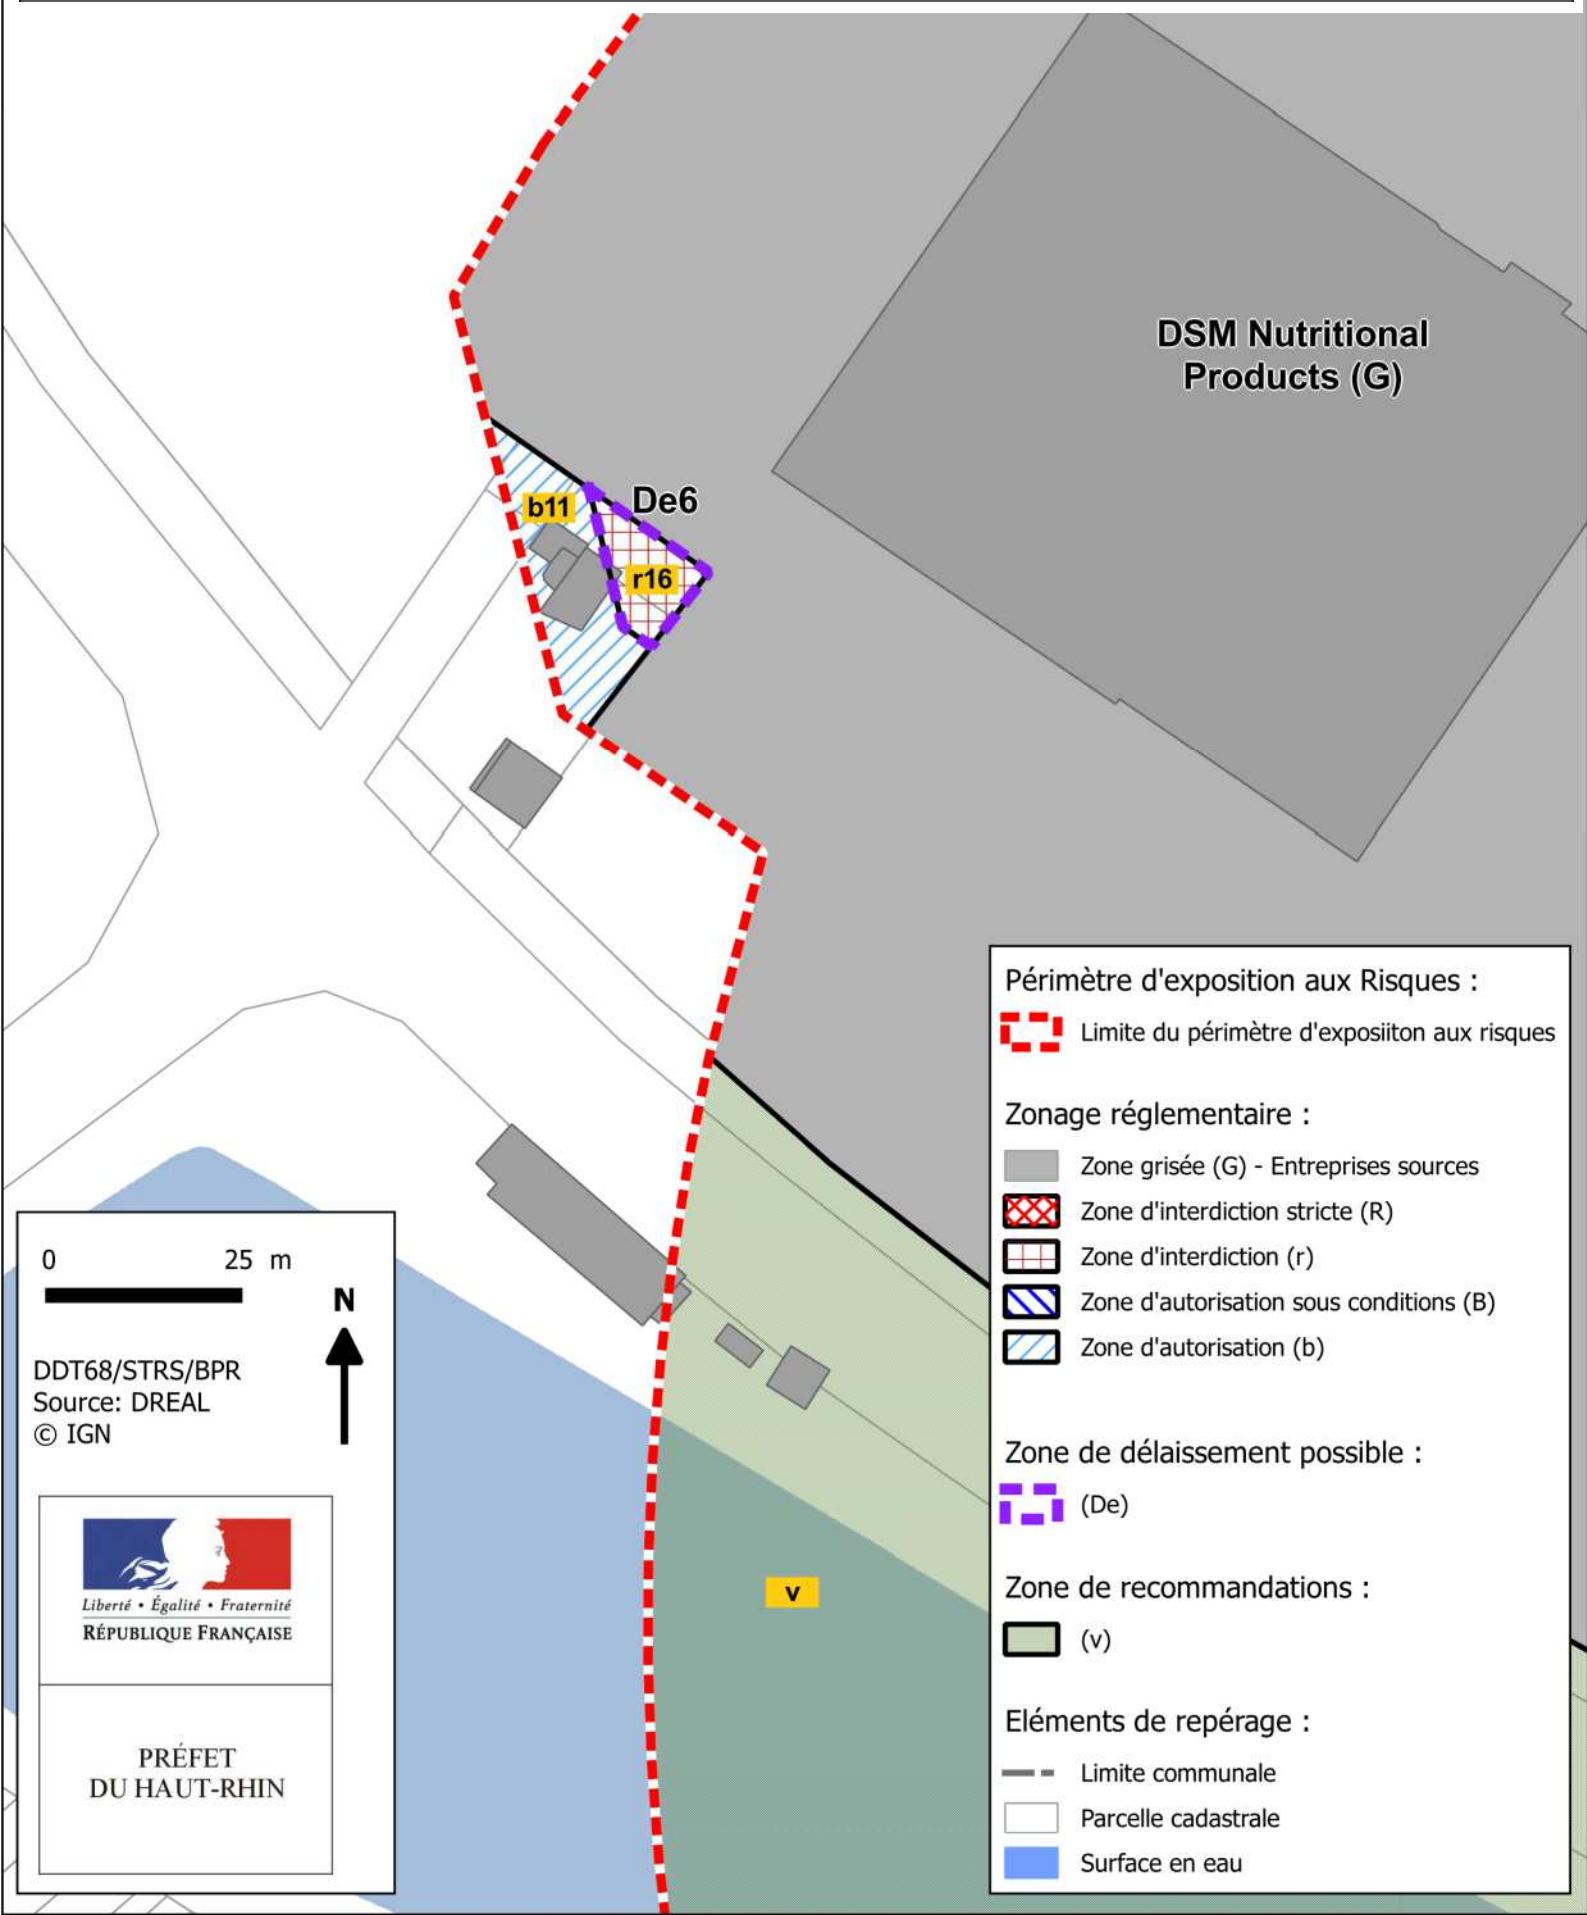 DSM Nutritional
Products (G)
De6
b11
r16
Périmètre d'exposition aux Risques :
Limite du périmètre d'exposiiton aux risques
Zonage réglementaire :
Zone grisée (G) - Entreprises sources
Zone d'interdiction stricte (R)
Zone d'interdiction (r)
Zone d'autorisation sous conditions (B)
Zone d'autorisation (b)
Zone de délaissement possible :
(De)
Zone de recommandations :
(v)
Eléments de repérage :
Limite communale
Parcelle cadastrale
Surface en eau
0 25 m
N
DDT68/STRS/BPR
Source: DREAL
© IGN
Liberté • Égalité • Fraternité
RÉPUBLIQUE FRANÇAISE
PRÉFET
DU HAUT-RHIN
v